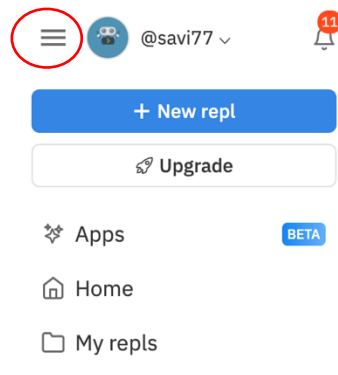 @savi77
11
+ New repl
Upgrade
Apps BETA
Home
My repls